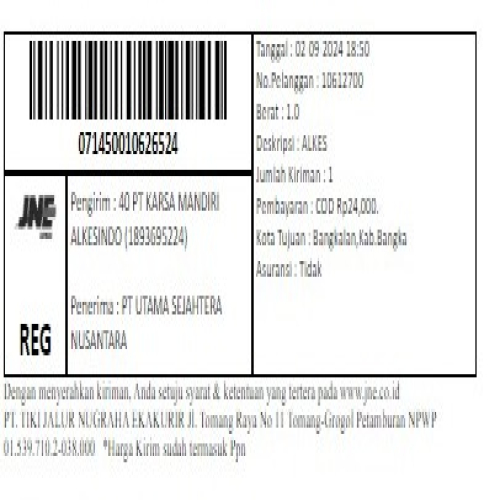 071450010626524
JNE
REG
Pengirim : 40 PT KARSA MANDIRI
ALKESINDO (1893695224)
Penerima : PT UTAMA SEJAHTERA
NUSANTARA
Tanggal : 02 09 2024 18:50
No.Pelanggan : 10612700
Berat : 1.0
Deskripsi : ALKES
Jumlah Kiriman : 1
Pembayaran : COD Rp24,000.
Kota Tujuan : Bangkalan,Kab.Bangka
Asuransi : Tidak
Dengan menyerahkan kiriman, Anda setuju syarat & ketentuan yang tertera pada www.jne.co.id
PT. TIKI JALUR NUGRAHA EKAKURIR Jl. Tomang Raya No 11 Tomang-Grogol Petamburan NPWP
01.539.710.2-038.000 *Harga Kirim sudah termasuk Ppn